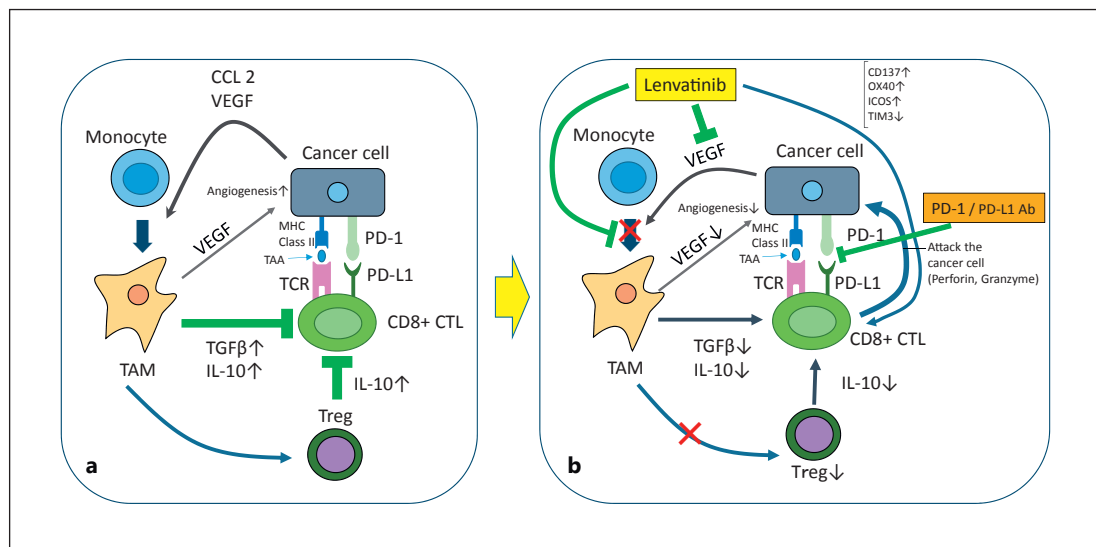 CCL 2
VEGF
Monocyte
Cancer cell
Angiogenesis↑
VEGF
MHC
Class II
TAA
TCR
PD-1
PD-L1
CD8+ CTL
TGFβ↑
IL-10↑
TAM
IL-10↑
Treg
a
Lenvatinib
CD137↑
OX40↑
ICOS↑
TIM3↓
Monocyte
VEGF
Cancer cell
Angiogenesis↓
VEGF↓
MHC
Class II
TAA
TCR
PD-1
PD-L1
PD-1 / PD-L1 Ab
Attack the
cancer cell
(Perforin, Granzyme)
CD8+ CTL
TGFβ↓
IL-10↓
TAM
IL-10↓
Treg↓
b